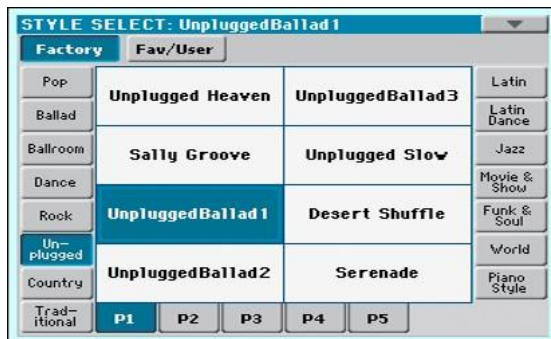 STYLE SELECT: UnpluggedBallad1
Factory Fav/User
Pop
Ballad
Ballroom
Dance
Rock
Un-
plugged
Country
Trad-
itional
Unplugged Heaven UnpluggedBallad3
Sally Groove Unplugged Slow
UnpluggedBallad1 Desert Shuffle
UnpluggedBallad2 Serenade
P1 P2 P3 P4 P5
Latin
Latin
Dance
Jazz
Movie &
Show
Funk &
Soul
World
Piano
Style